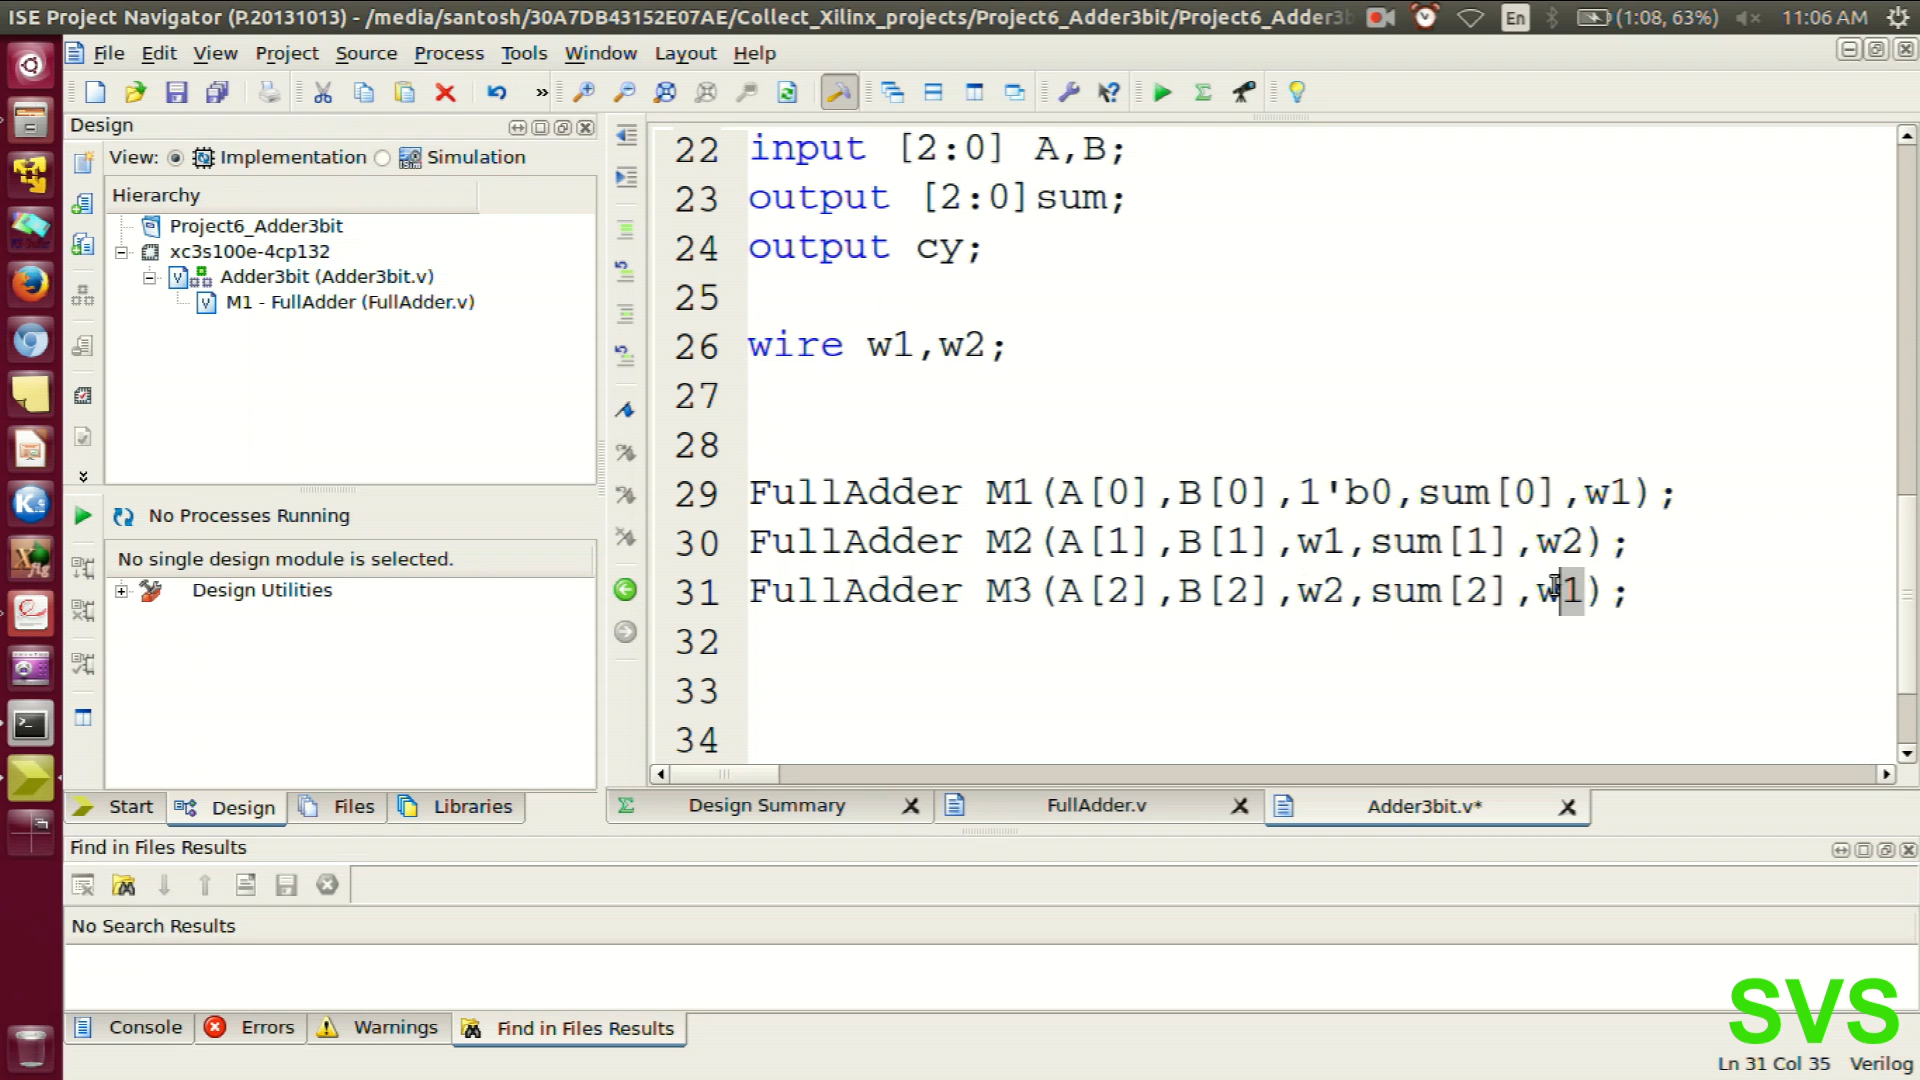 ISE Project Navigator (P.20131013) - /media/santosh/30A7DB43152E07AE/Collect_Xilinx_projects/Project6_Adder3bit/Project6_Adder3b
En
(1:08, 63%)
11:06 AM
File Edit View Project Source Process Tools Window Layout Help
»
Design
View: Implementation Simulation
Hierarchy
Project6_Adder3bit
xc3s100e-4cp132
Adder3bit (Adder3bit.v)
M1 - FullAdder (FullAdder.v)
No Processes Running
No single design module is selected.
Design Utilities
Start Design Files Libraries
22 input [2:0] A,B;
23 output [2:0]sum;
24 output cy;
25
26 wire w1,w2;
27
28
29 FullAdder M1(A[0],B[0],1'b0,sum[0],w1);
30 FullAdder M2(A[1],B[1],w1,sum[1],w2);
31 FullAdder M3(A[2],B[2],w2,sum[2],w1);
32
33
34
Design Summary FullAdder.v Adder3bit.v*
Find in Files Results
No Search Results
Console Errors Warnings Find in Files Results
SVS
Ln 31 Col 35 Verilog